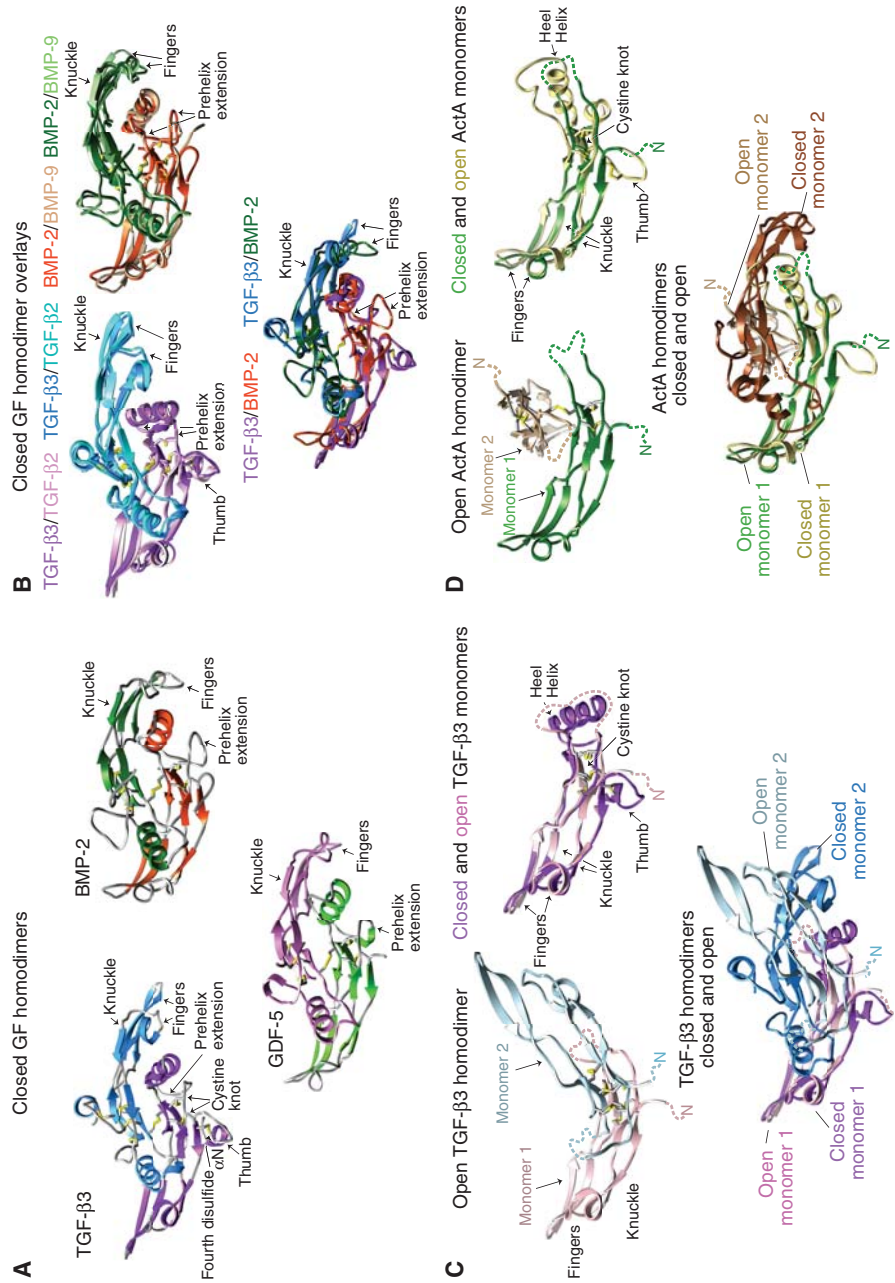 A
Closed GF homodimers
TGF-β3
Knuckle
Fingers
Prehelix
extension
Cystine
knot
Fourth disulfide
αN
Thumb
BMP-2
Knuckle
Fingers
Prehelix
extension
GDF-5
Knuckle
Fingers
Prehelix
extension
B
Closed GF homodimer overlays
TGF-β3/TGF-β2 TGF-β3/TGF-β2 BMP-2/BMP-9 BMP-2/BMP-9
Knuckle
Fingers
Prehelix
extension
Thumb
Knuckle
Fingers
Prehelix
extension
TGF-β3/BMP-2 TGF-β3/BMP-2
Knuckle
Fingers
Prehelix
extension
C
Open TGF-β3 homodimer
Monomer 1
Monomer 2
Fingers
Knuckle
N
N
Closed and open TGF-β3 monomers
Heel
Helix
Fingers
Cystine knot
Knuckle
Thumb
N
TGF-β3 homodimers
closed and open
Open
monomer 1
Closed
monomer 1
Open
monomer 2
Closed
monomer 2
N
N
D
Open ActA homodimer
Monomer 2
Monomer 1
N
N
Closed and open ActA monomers
Heel
Helix
Fingers
Cystine knot
Knuckle
Thumb
N
ActA homodimers
closed and open
Open
monomer 1
Closed
monomer 1
Open
monomer 2
Closed
monomer 2
N
N